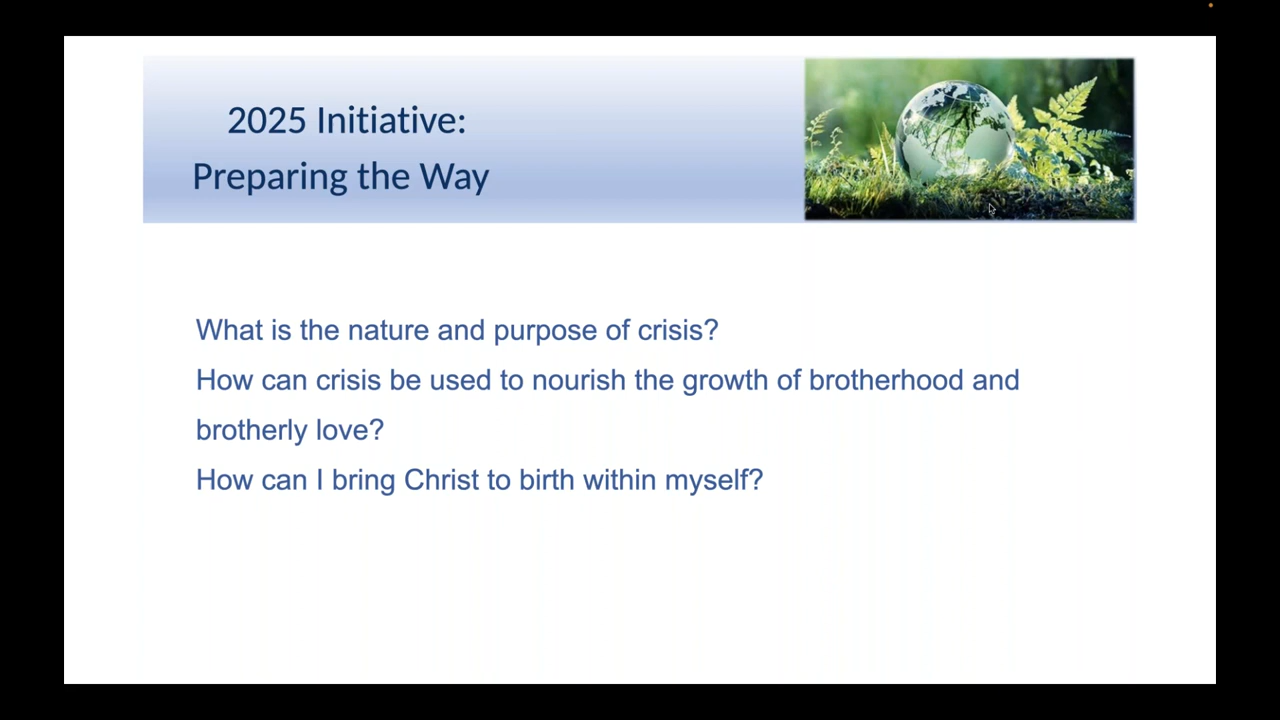 2025 Initiative:
Preparing the Way
What is the nature and purpose of crisis?
How can crisis be used to nourish the growth of brotherhood and
brotherly love?
How can I bring Christ to birth within myself?